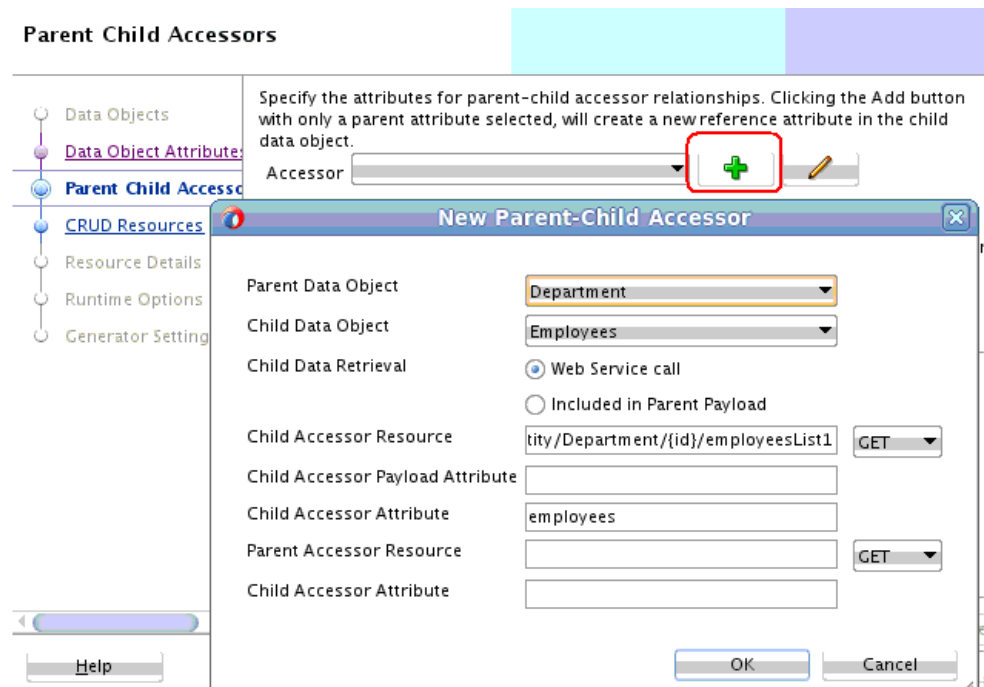 Parent Child Accessors
Specify the attributes for parent-child accessor relationships. Clicking the Add button
with only a parent attribute selected, will create a new reference attribute in the child
data object.
Accessor
Data Objects
Data Object Attribute
Parent Child Accesso
CRUD Resources
Resource Details
Runtime Options
Generator Setting
New Parent-Child Accessor
Parent Data Object
Department
Child Data Object
Employees
Child Data Retrieval
Web Service call
Included in Parent Payload
Child Accessor Resource
tity/Department/{id}/employeesList1
GET
Child Accessor Payload Attribute
Child Accessor Attribute
employees
Parent Accessor Resource
GET
Child Accessor Attribute
OK
Cancel
Help